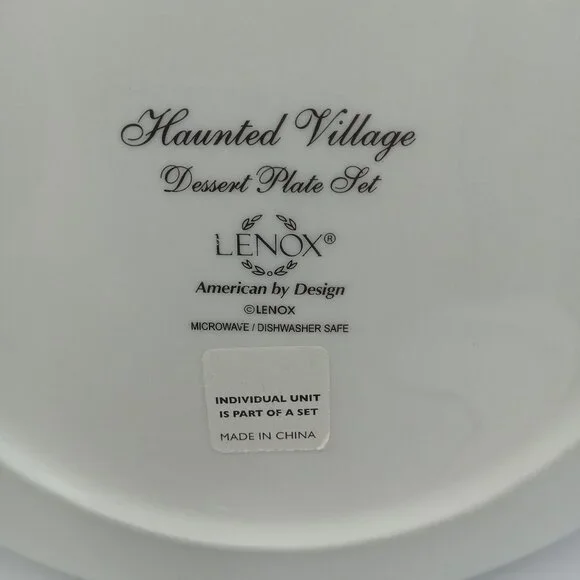 Haunted Village
Dessert Plate Set
LENOX®
American by Design
©LENOX
MICROWAVE / DISHWASHER SAFE
INDIVIDUAL UNIT
IS PART OF A SET
MADE IN CHINA